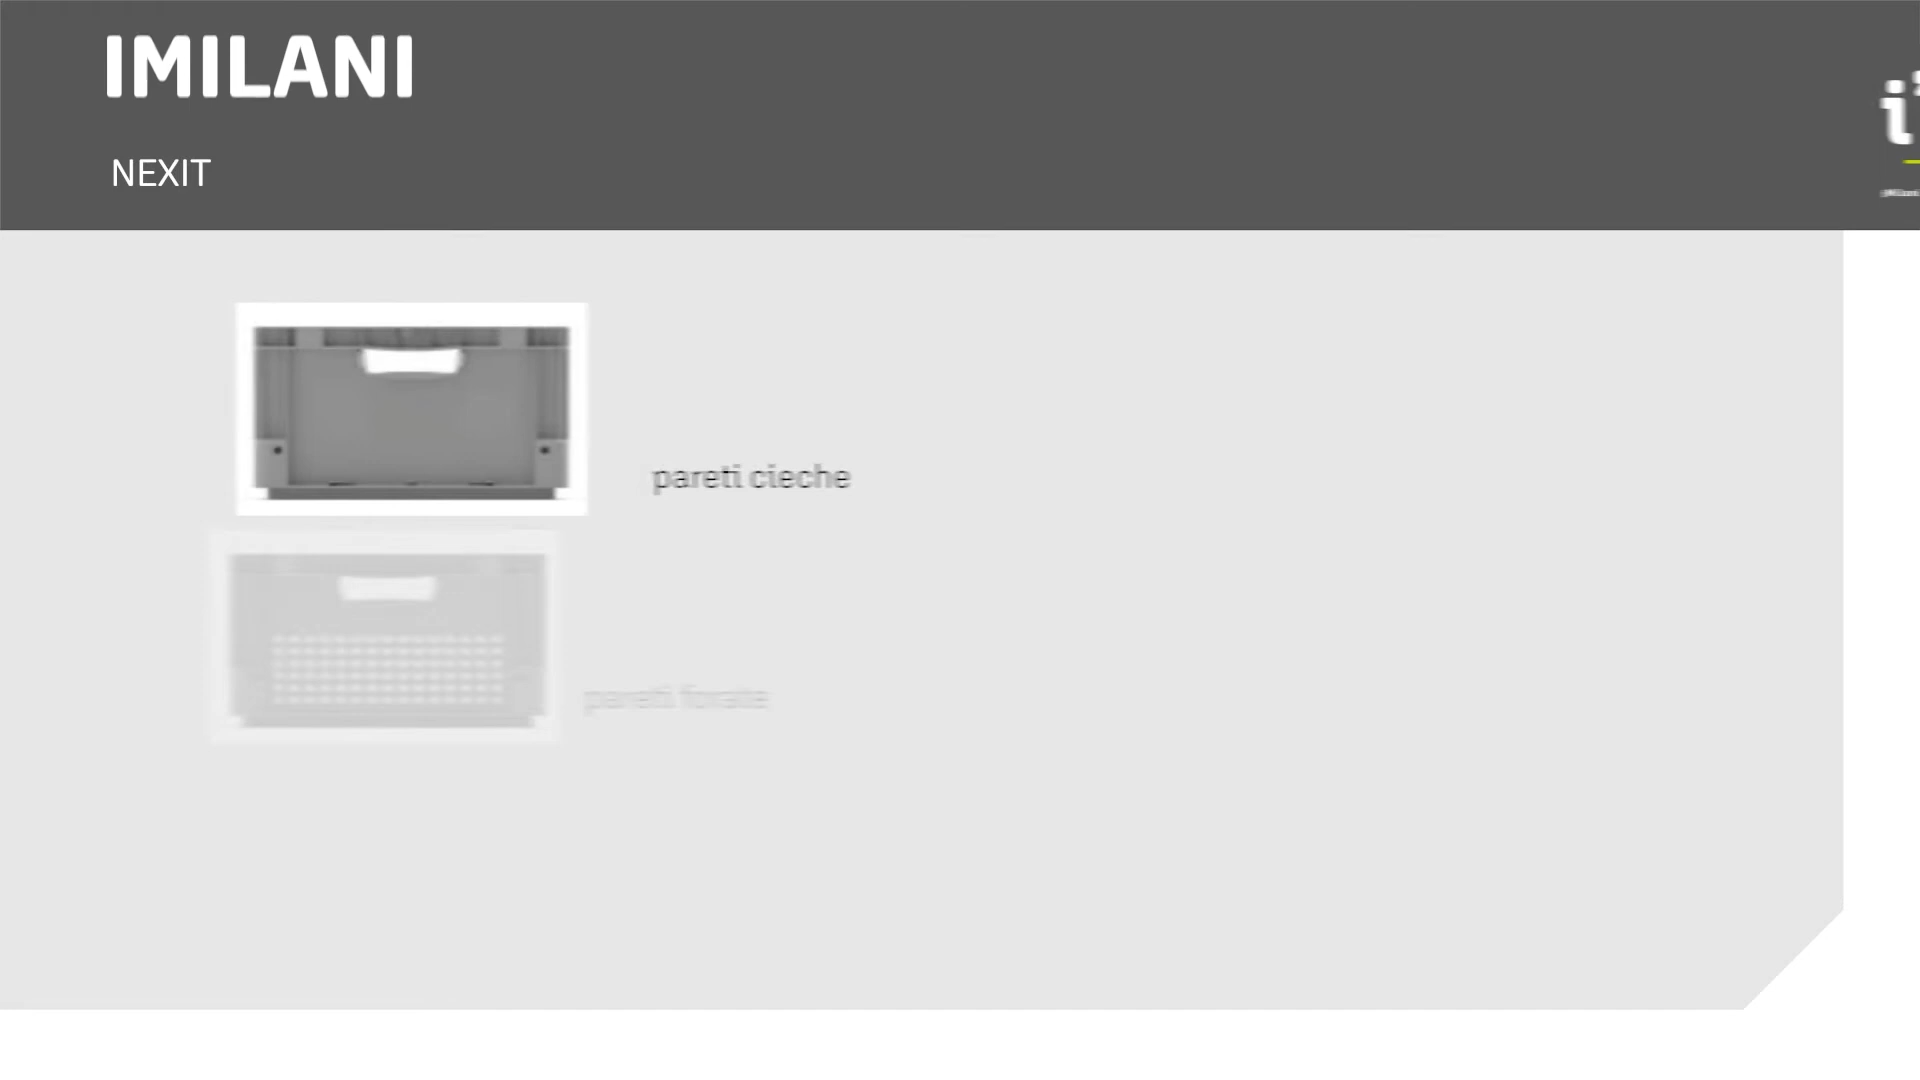 IMILANI
NEXIT
pareti cieche
pareti forate